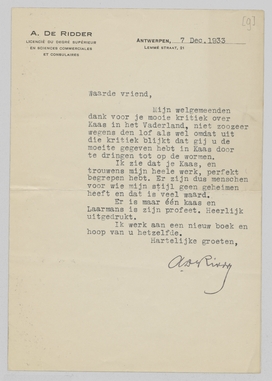 [9]
A. DE RIDDER
LICENCIÉ DU DEGRÉ SUPÉRIEUR
EN SCIENCES COMMERCIALES
ET CONSULAIRES
ANTWERPEN, 7 Dec. 1933
LEMMÉ STRAAT, 21
Waarde vriend,
Mijn welgemeenden
dank voor je mooie kritiek over
Kaas in het Vaderland, niet zoozeer
wegens den lof als wel omdat uit
die kritiek blijkt dat gij u de
moeite gegeven hebt in Kaas door
te dringen tot op de wormen.
Ik zie dat je Kaas, en
trouwens mijn heele werk, perfekt
begrepen hebt. Er zijn dus menschen
voor wie mijn stijl geen geheimen
heeft en dat is veel waard.
Er is maar één kaas en
Laarmans is zijn profeet. Heerlijk
uitgedrukt.
Ik werk aan een nieuw boek en
hoop van u hetzelfde.
Hartelijke groeten,
A de Ridder